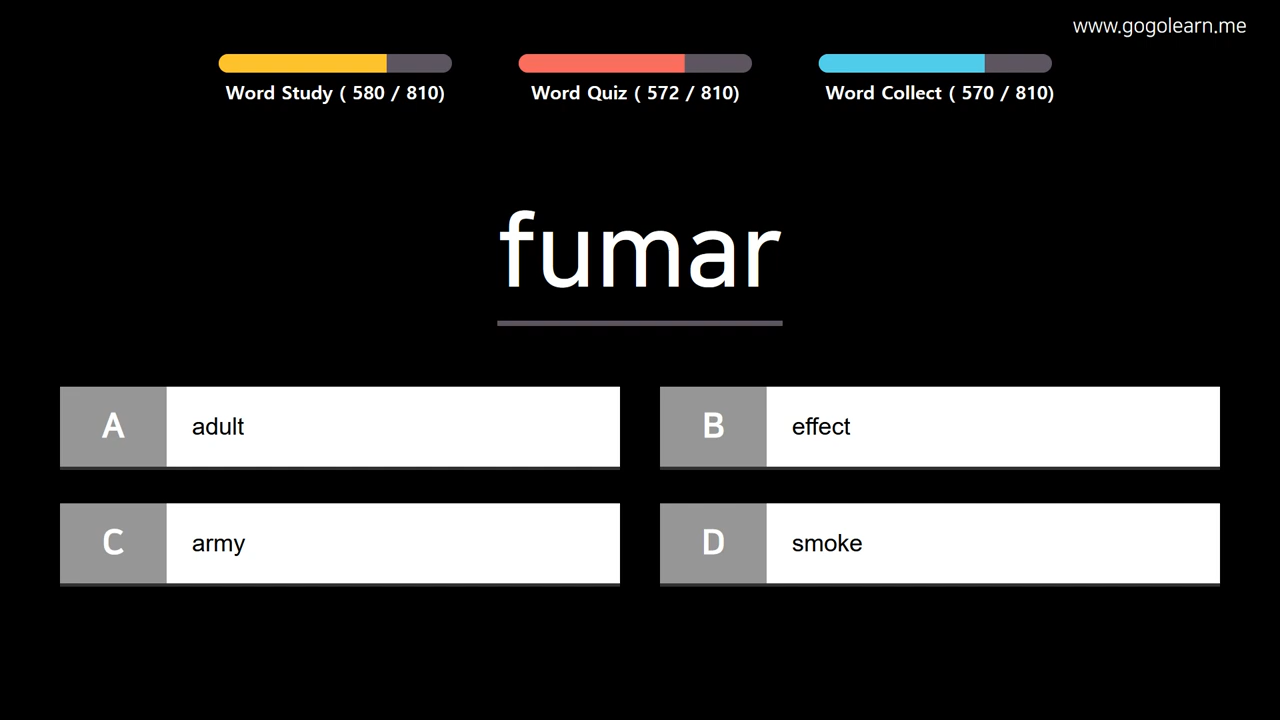 www.gogolearn.me
Word Study ( 580 / 810)
Word Quiz ( 572 / 810)
Word Collect ( 570 / 810)
fumar
A adult
B effect
C army
D smoke